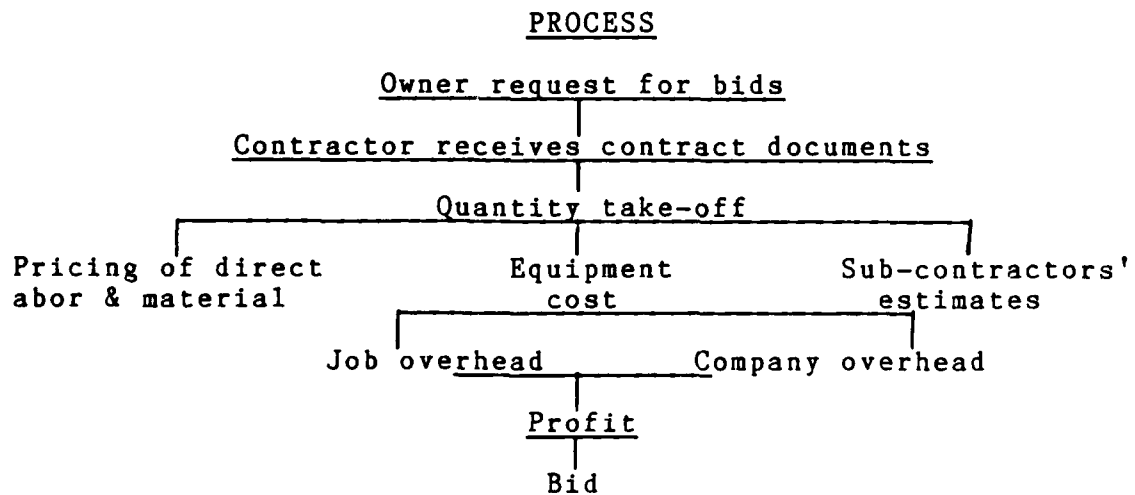 PROCESS
Owner request for bids
Contractor receives contract documents
Quantity take-off
Pricing of direct
abor & material
Equipment
cost
Sub-contractors'
estimates
Job overhead
Company overhead
Profit
Bid